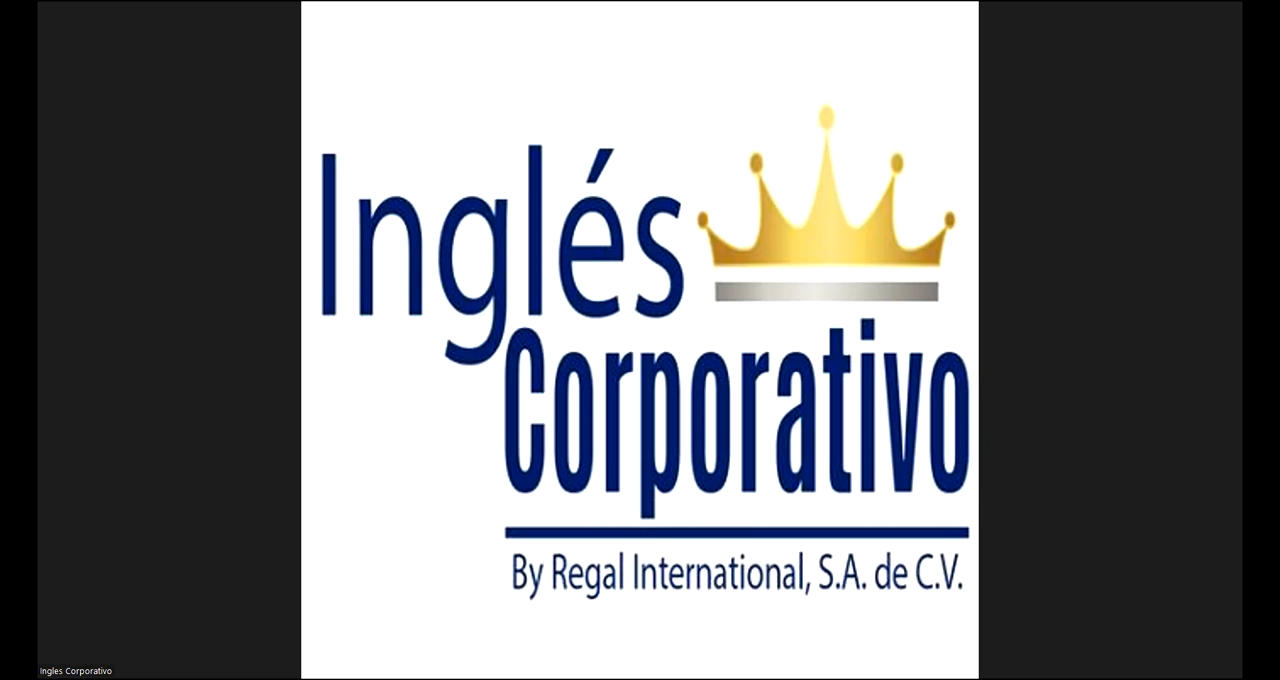 Inglés
Corporativo
By Regal International, S.A. de C.V.
Ingles Corporativo